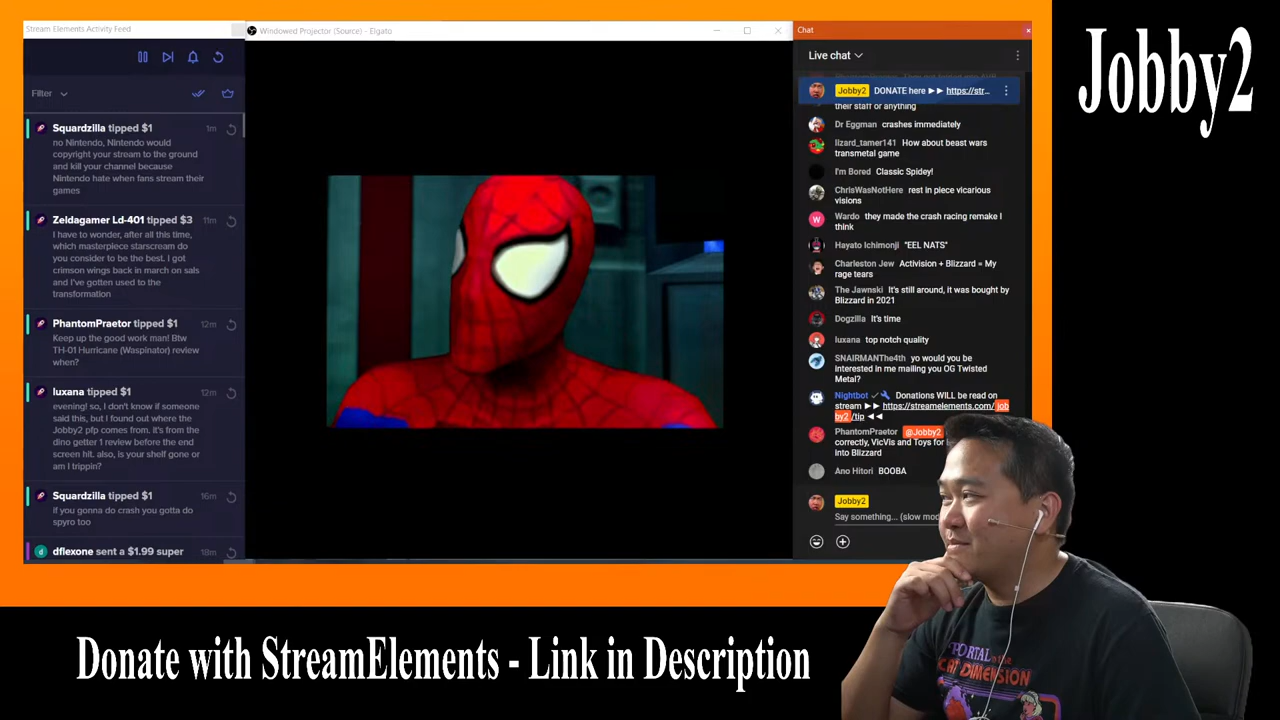 Stream Elements Activity Feed
Filter
Squardzilla tipped $1
1m
no Nintendo, Nintendo would
copyright your stream to the ground
and kill your channel because
Nintendo hate when fans stream their
games
Zeldagamer Ld-401 tipped $3
11m
I have to wonder, after all this time,
which masterpiece starscream do
you consider to be the best. I got
crimson wings back in march on sals
and I've gotten used to the
transformation
PhantomPraetor tipped $1
12m
Keep up the good work man! Btw
TH-01 Hurricane (Waspinator) review
when?
luxana tipped $1
12m
evening! so, I don't know if someone
said this, but I found out where the
Jobby2 pfp comes from. it's from the
dino getter 1 review before the end
screen hit. also, is your shelf gone or
am I trippin?
Squardzilla tipped $1
16m
If you gonna do crash you gotta do
spyro too
dflexone sent a $1.99 super
18m
Windowed Projector (Source) - Elgato
Chat
Live chat
Jobby2 DONATE here ►► https://str...
their staff or anything
Dr Eggman crashes immediately
lizard_tamer141 How about beast wars
transmetal game
I'm Bored Classic Spidey!
ChrisWasNotHere rest in piece vicarious
visions
Wardo they made the crash racing remake I
think
Hayato Ichimonji "EEL NATS"
Charleston Jew Activision + Blizzard = My
rage tears
The Jawnski It's still around, it was bought by
Blizzard in 2021
Dogzilla It's time
luxana top notch quality
SNAIRMANThe4th yo would you be
interested in me mailing you OG Twisted
Metal?
Nightbot Donations WILL be read on
stream ►► https://streamelements.com/job
by2/tip ◄◄
PhantomPraetor @Jobby2
correctly, VicVis and Toys for
into Blizzard
Ano Hitori BOOBA
Jobby2
Say something... (slow mod
Jobby2
PORTAL
CAT DIMENSION
Donate with StreamElements - Link in Description